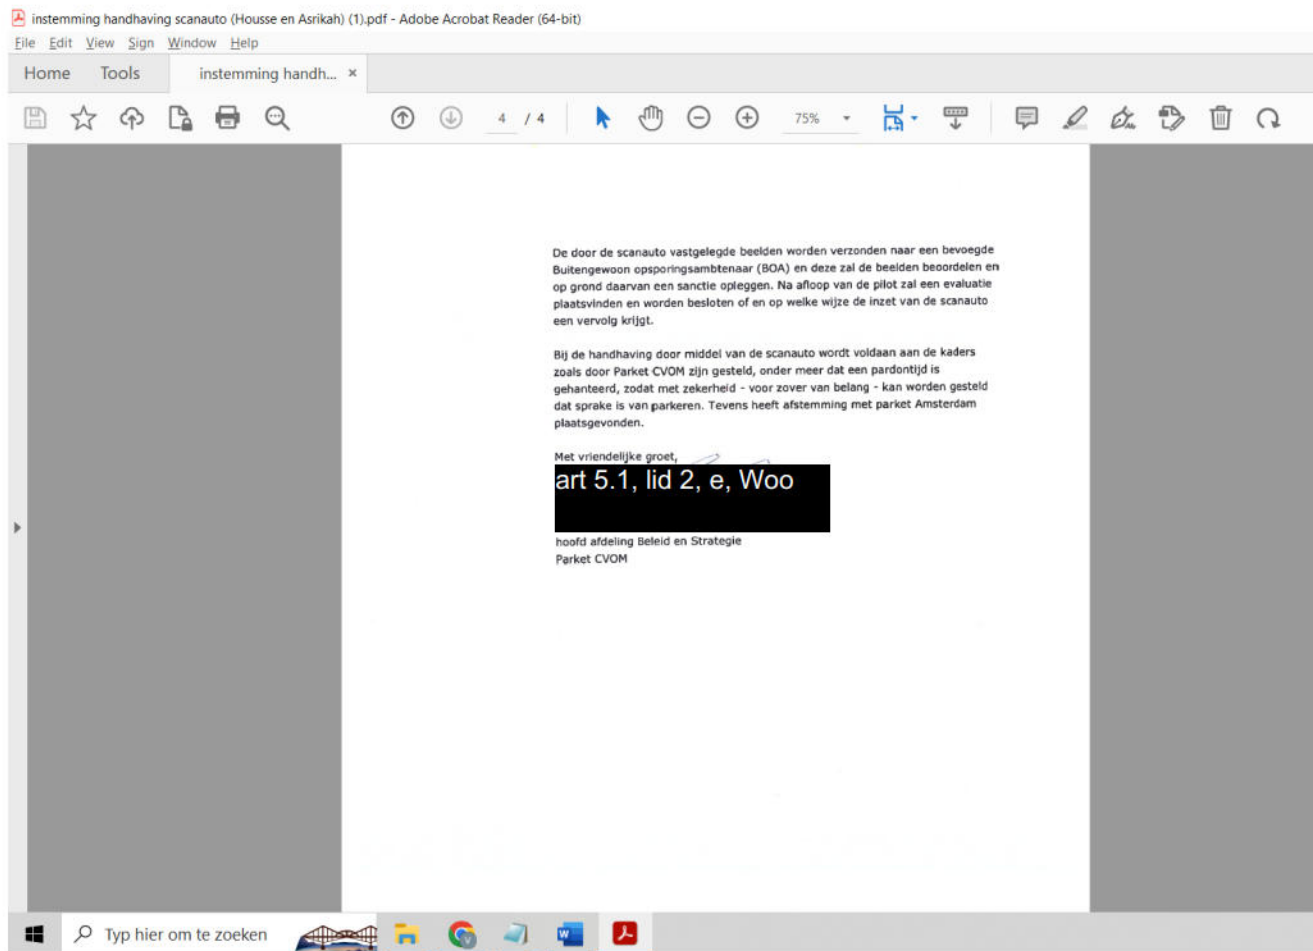 instemming handhaving scanauto (Housse en Asrikah) (1).pdf - Adobe Acrobat Reader (64-bit)
File Edit View Sign Window Help
Home Tools instemming handh... ×
4 / 4 75%
De door de scanauto vastgelegde beelden worden verzonden naar een bevoegde
Buitengewoon opsporingsambtenaar (BOA) en deze zal de beelden beoordelen en
op grond daarvan een sanctie opleggen. Na afloop van de pilot zal een evaluatie
plaatsvinden en worden besloten of en op welke wijze de inzet van de scanauto
een vervolg krijgt.
Bij de handhaving door middel van de scanauto wordt voldaan aan de kaders
zoals door Parket CVOM zijn gesteld, onder meer dat een pardontijd is
gehanteerd, zodat met zekerheid - voor zover van belang - kan worden gesteld
dat sprake is van parkeren. Tevens heeft afstemming met parket Amsterdam
plaatsgevonden.
Met vriendelijke groet,
art 5.1, lid 2, e, Woo
hoofd afdeling Beleid en Strategie
Parket CVOM
Typ hier om te zoeken